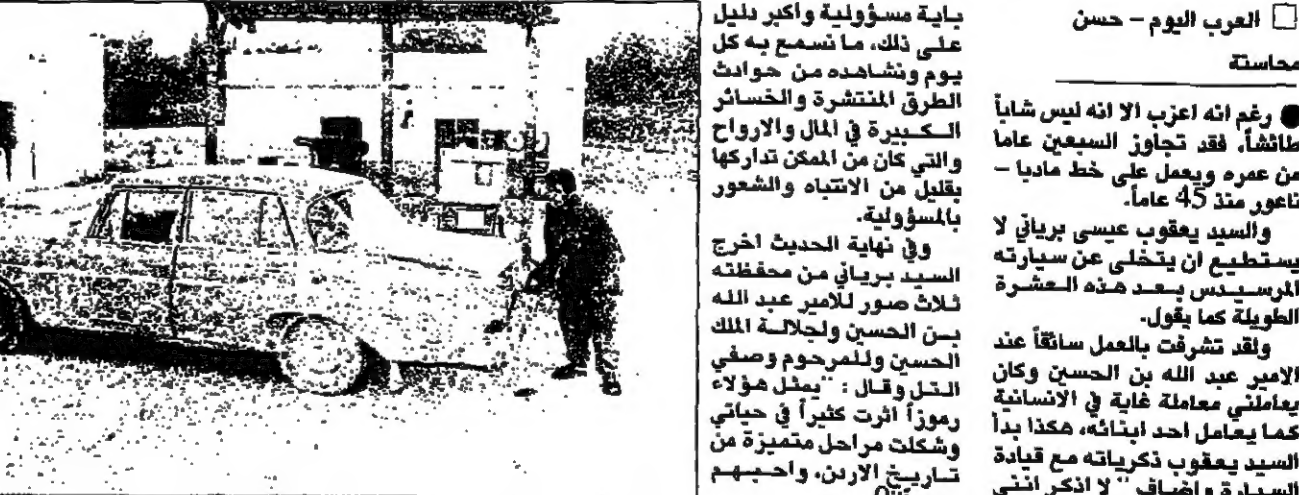 العرب اليوم – حسن
محاسنة
رغم انه اعزب الا انه ليس شاباً
طائشاً، فقد تجاوز السبعين عاما
من عمره ويعمل على خط مادبا –
ناعور منذ 45 عاماً.
والسيد يعقوب عيسى برياني لا
يستطيع ان يتخلى عن سيارته
المرسيدس بعد هذه العشرة
الطويلة كما يقول.
ولقد تشرفت بالعمل سائقاً عند
الامير عبد الله بن الحسين وكان
يعاملني معاملة غاية في الانسانية
كما يعامل احد ابنائه، هكذا بدأ
السيد يعقوب ذكرياته مع قيادة
السيارة واضاف " لا اذكر انني
باية مسؤولية واكبر دليل
على ذلك، ما نسمع به كل
يوم ونشاهده من حوادث
الطرق المنتشرة والخسائر
الكبيرة في المال والارواح
والتي كان من الممكن تداركها
بقليل من الانتباه والشعور
بالمسؤولية.
وفي نهاية الحديث اخرج
السيد برياني من محفظته
ثلاث صور للامير عبد الله
بن الحسين ولجلالة الملك
الحسين وللمرحوم وصفي
التل وقال : "يمثل هؤلاء
رموزاً اثرت كثيراً في حياتي
وشكلت مراحل متميزة من
تاريخ الاردن، واحبهم